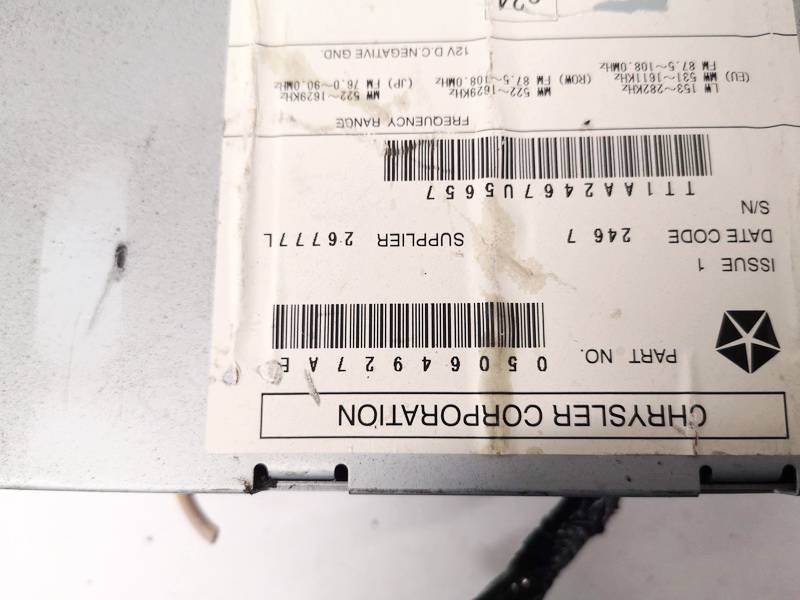 CHRYSLER CORPORATION
PART NO. 05064927AE
ISSUE 1
DATE CODE 2467 SUPPLIER 26777L
S/N
TT1AA2467U5657
FREQUENCY RANGE
LW 153~282KHz MW 522~1629KHz MW 522~1629KHz
(EU) MW 531~1611KHz (ROW) FM 87.5~108.0MHz (JP) FM 76.0~90.0MHz
FM 87.5~108.0MHz
12V D.C NEGATIVE GND.